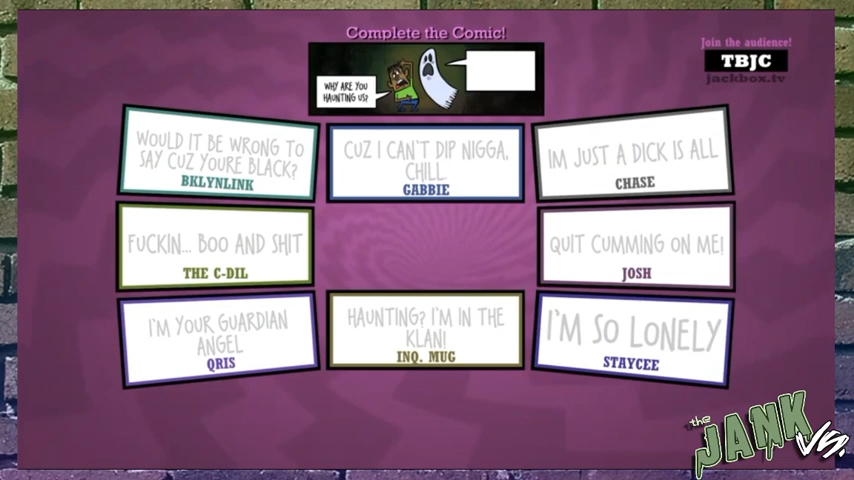 Complete the Comic!
Join the audience!
TBJC
jackbox.tv
WHY ARE YOU
HAUNTING US?
WOULD IT BE WRONG TO
SAY CUZ YOURE BLACK?
BKLYNLINK
CUZ I CAN'T DIP NIGGA,
CHILL
GABBIE
IM JUST A DICK IS ALL
CHASE
FUCKIN... BOO AND SHIT
THE C-DIL
QUIT CUMMING ON ME!
JOSH
I'M YOUR GUARDIAN
ANGEL
QRIS
HAUNTING? I'M IN THE
KLAN!
INQ. MUG
I'M SO LONELY
STAYCEE
the
JANK
VS.